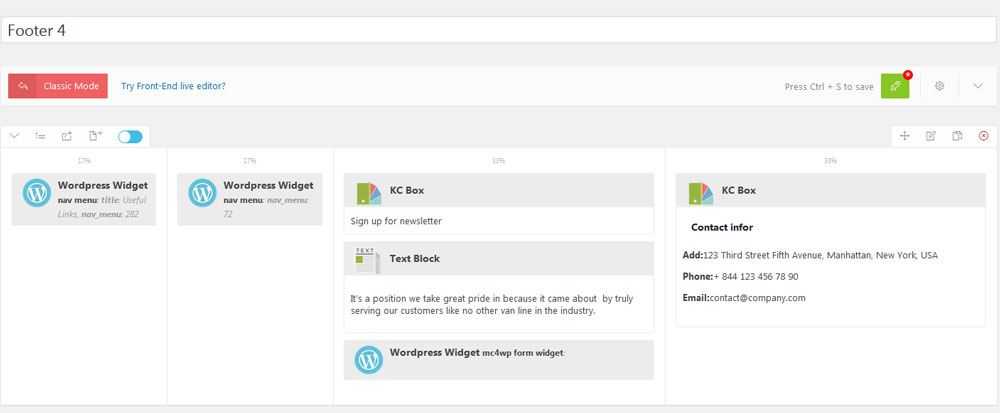 Footer 4
Classic Mode
Try Front-End live editor?
Press Ctrl + S to save
17%
17%
33%
33%
Wordpress Widget
nav menu: title: Useful
Links, nav_menu: 282
Wordpress Widget
nav menu: nav_menu:
72
KC Box
Sign up for newsletter
TEXT
Text Block
It's a position we take great pride in because it came about by truly
serving our customers like no other van line in the industry.
Wordpress Widget mc4wp form widget:
KC Box
Contact infor
Add:123 Third Street Fifth Avenue, Manhattan, New York, USA
Phone:+ 844 123 456 78 90
Email:contact@company.com